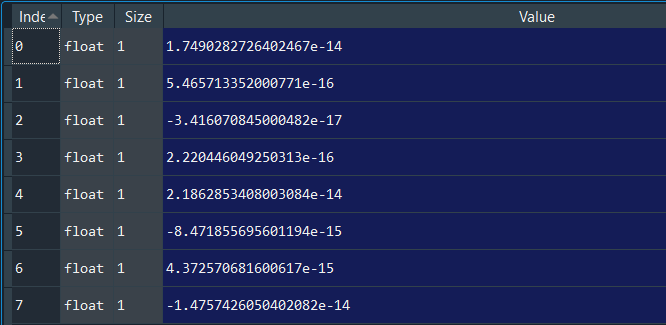 Inde Type Size Value
0 float 1 1.7490282726402467e-14
1 float 1 5.465713352000771e-16
2 float 1 -3.416070845000482e-17
3 float 1 2.220446049250313e-16
4 float 1 2.1862853408003084e-14
5 float 1 -8.471855695601194e-15
6 float 1 4.372570681600617e-15
7 float 1 -1.4757426050402082e-14